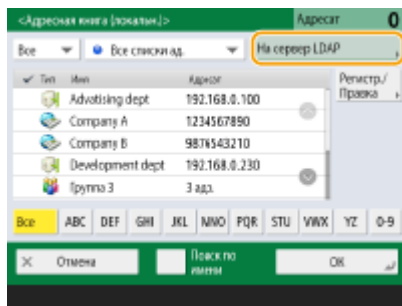 <Адресная книга (локальн.)> Адресат 0
Все Все списки ад. На сервер LDAP
Тип Имя Адресат Регистр./
Правка
Advatising dept 192.168.0.100
Company A 1234567890
Company B 9876543210
Development dept 192.168.0.230
Группа 3 3 адр.
Все ABC DEF GHI JKL MNO PQR STU VWX YZ 0-9
Отмена Поиск по
имени OK